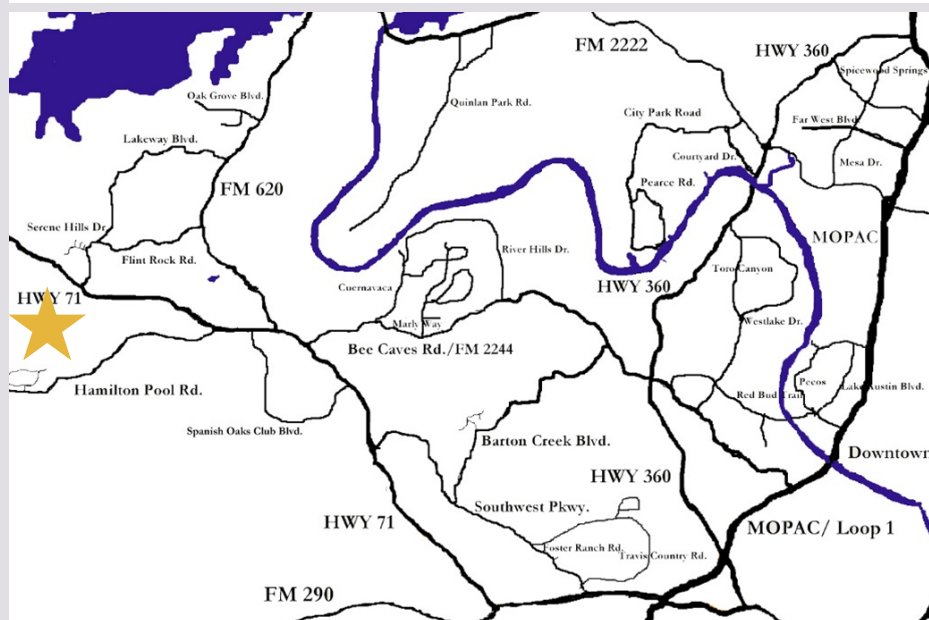 FM 2222
HWY 360
Spicewood Springs
Oak Grove Blvd.
Quinlan Park Rd.
City Park Road
Far West Blvd
Lakeway Blvd.
Courtyard Dr.
Mesa Dr.
FM 620
Pearce Rd.
Serene Hills Dr.
River Hills Dr.
MOPAC
Flint Rock Rd.
Toro Canyon
Cuernavaca
HWY 360
HWY 71
Marly Way
Westlake Dr.
Bee Caves Rd./FM 2244
Hamilton Pool Rd.
Pecos
Lake Austin Blvd.
Red Bud Trail
Spanish Oaks Club Blvd.
Barton Creek Blvd.
Downtown
HWY 360
Southwest Pkwy.
HWY 71
MOPAC/ Loop 1
Foster Ranch Rd.
Travis Country Rd.
FM 290